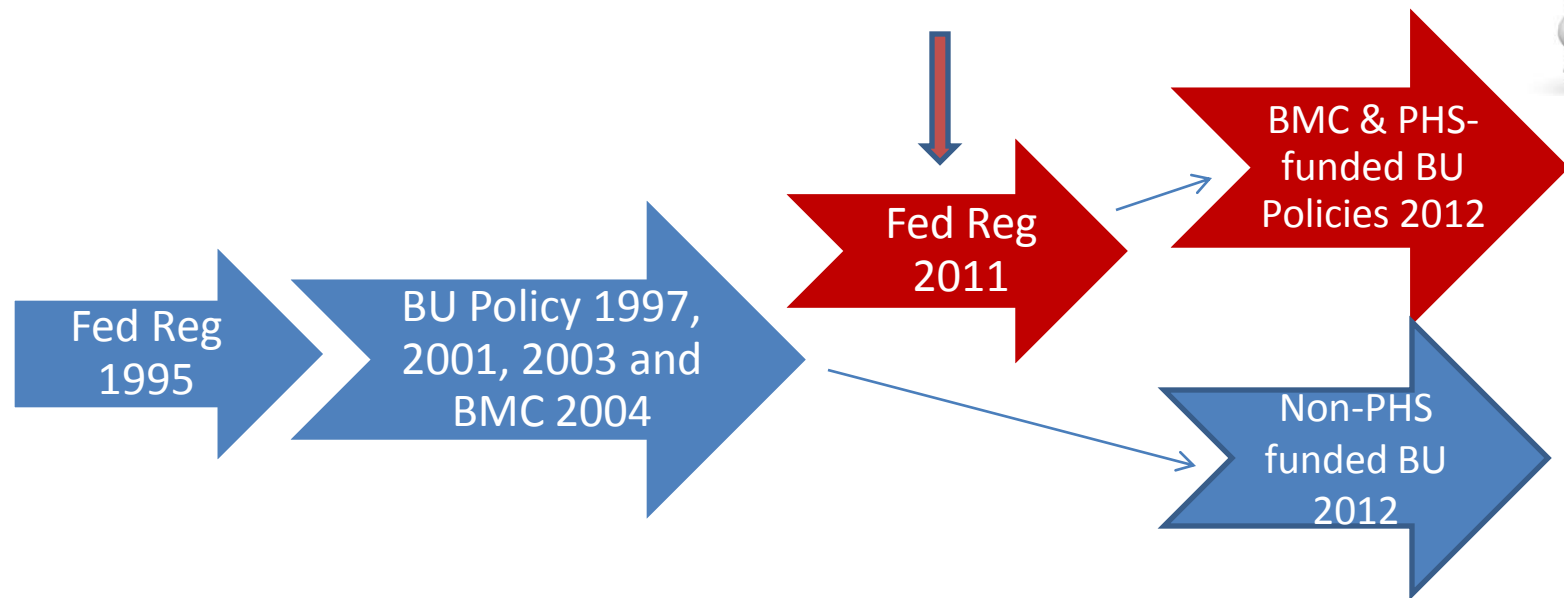 Fed Reg
1995
BU Policy 1997,
2001, 2003 and
BMC 2004
Fed Reg
2011
BMC & PHS-
funded BU
Policies 2012
Non-PHS
funded BU
2012